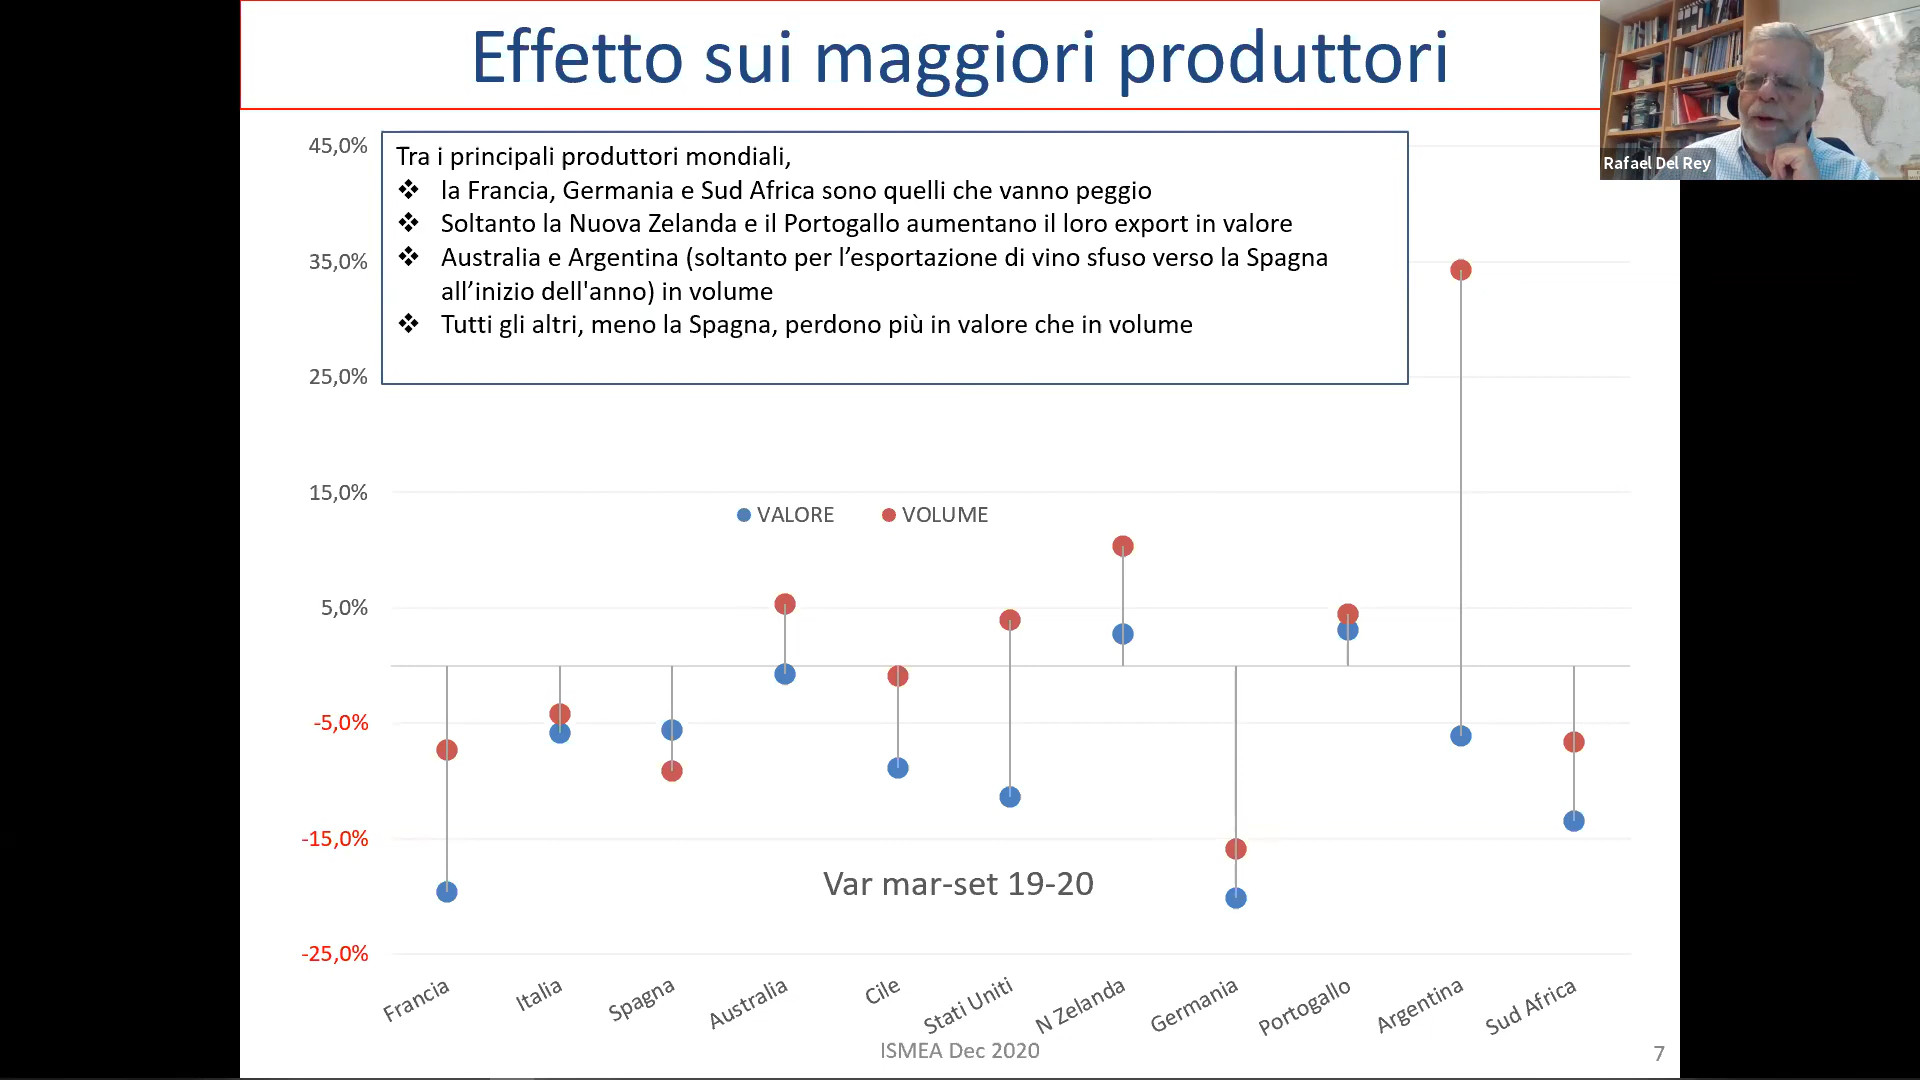 Effetto sui maggiori produttori
Rafael Del Rey
Tra i principali produttori mondiali,
❖ la Francia, Germania e Sud Africa sono quelli che vanno peggio
❖ Soltanto la Nuova Zelanda e il Portogallo aumentano il loro export in valore
❖ Australia e Argentina (soltanto per l’esportazione di vino sfuso verso la Spagna
all’inizio dell'anno) in volume
❖ Tutti gli altri, meno la Spagna, perdono più in valore che in volume
45,0%
35,0%
25,0%
15,0%
5,0%
-5,0%
-15,0%
-25,0%
VALORE VOLUME
Var mar-set 19-20
Francia Italia Spagna Australia Cile Stati Uniti N Zelanda Germania Portogallo Argentina Sud Africa
ISMEA Dec 2020
7